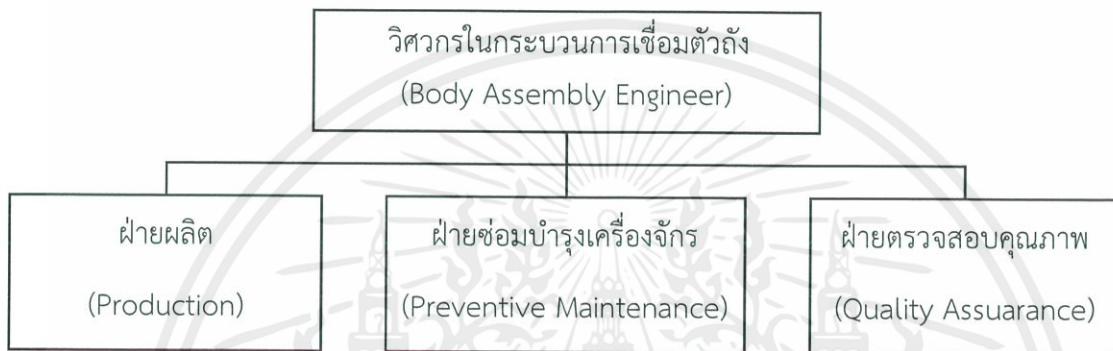 วิศวกรในกระบวนการเชื่อมตัวถัง
(Body Assembly Engineer)
ฝ่ายผลิต
(Production)
ฝ่ายซ่อมบำรุงเครื่องจักร
(Preventive Maintenance)
ฝ่ายตรวจสอบคุณภาพ
(Quality Assuarance)